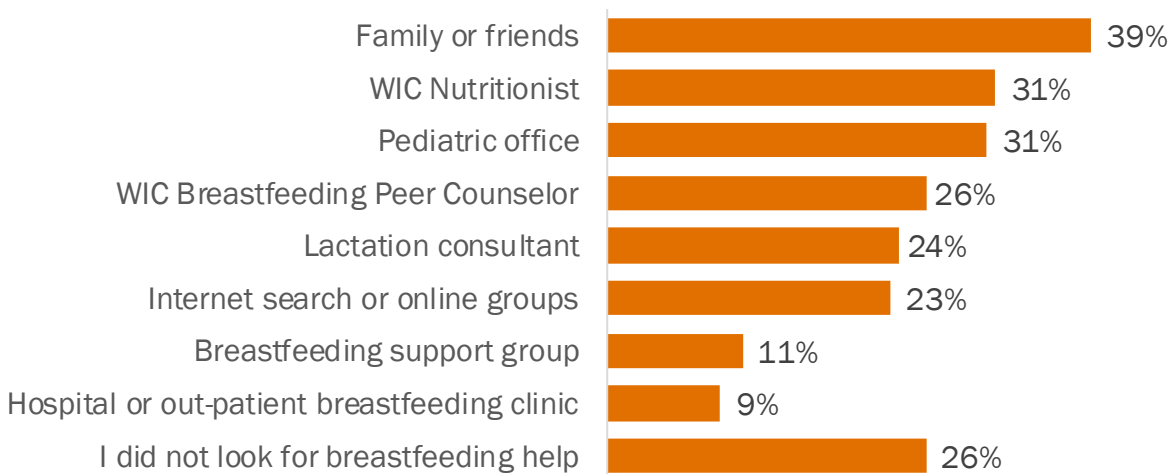 Family or friends 39%
WIC Nutritionist 31%
Pediatric office 31%
WIC Breastfeeding Peer Counselor 26%
Lactation consultant 24%
Internet search or online groups 23%
Breastfeeding support group 11%
Hospital or out-patient breastfeeding clinic 9%
I did not look for breastfeeding help 26%